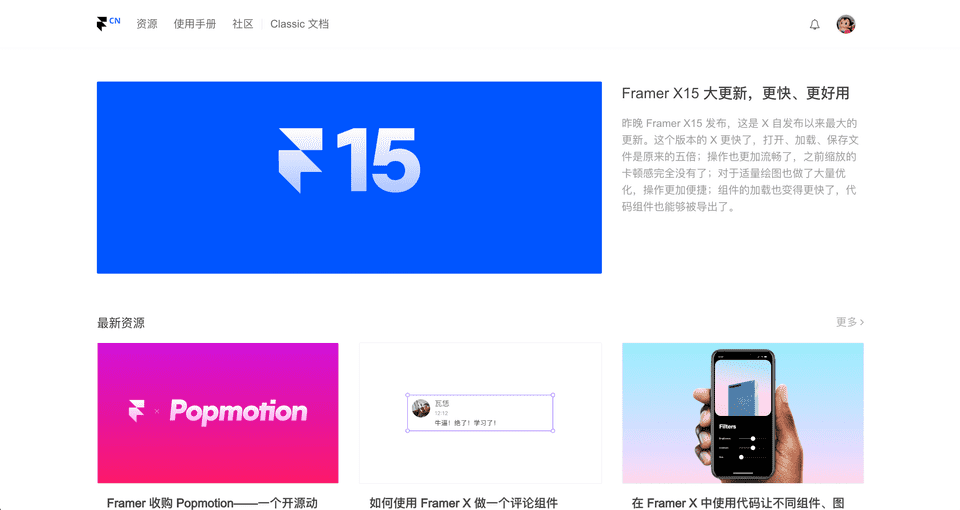 CN 资源 使用手册 社区 Classic 文档
15
Framer X15 大更新，更快、更好用
昨晚 Framer X15 发布，这是 X 自发布以来最大的
更新。这个版本的 X 更快了，打开、加载、保存文
件是原来的五倍；操作也更加流畅了，之前缩放的
卡顿感完全没有了；对于适量绘图也做了大量优
化，操作更加便捷；组件的加载也变得更快了，代
码组件也能够被导出了。
最新资源
更多 ›
× Popmotion
瓦恁
12:12
牛逼！绝了！学习了！
Filters
Framer 收购 Popmotion——一个开源动
如何使用 Framer X 做一个评论组件
在 Framer X 中使用代码让不同组件、图